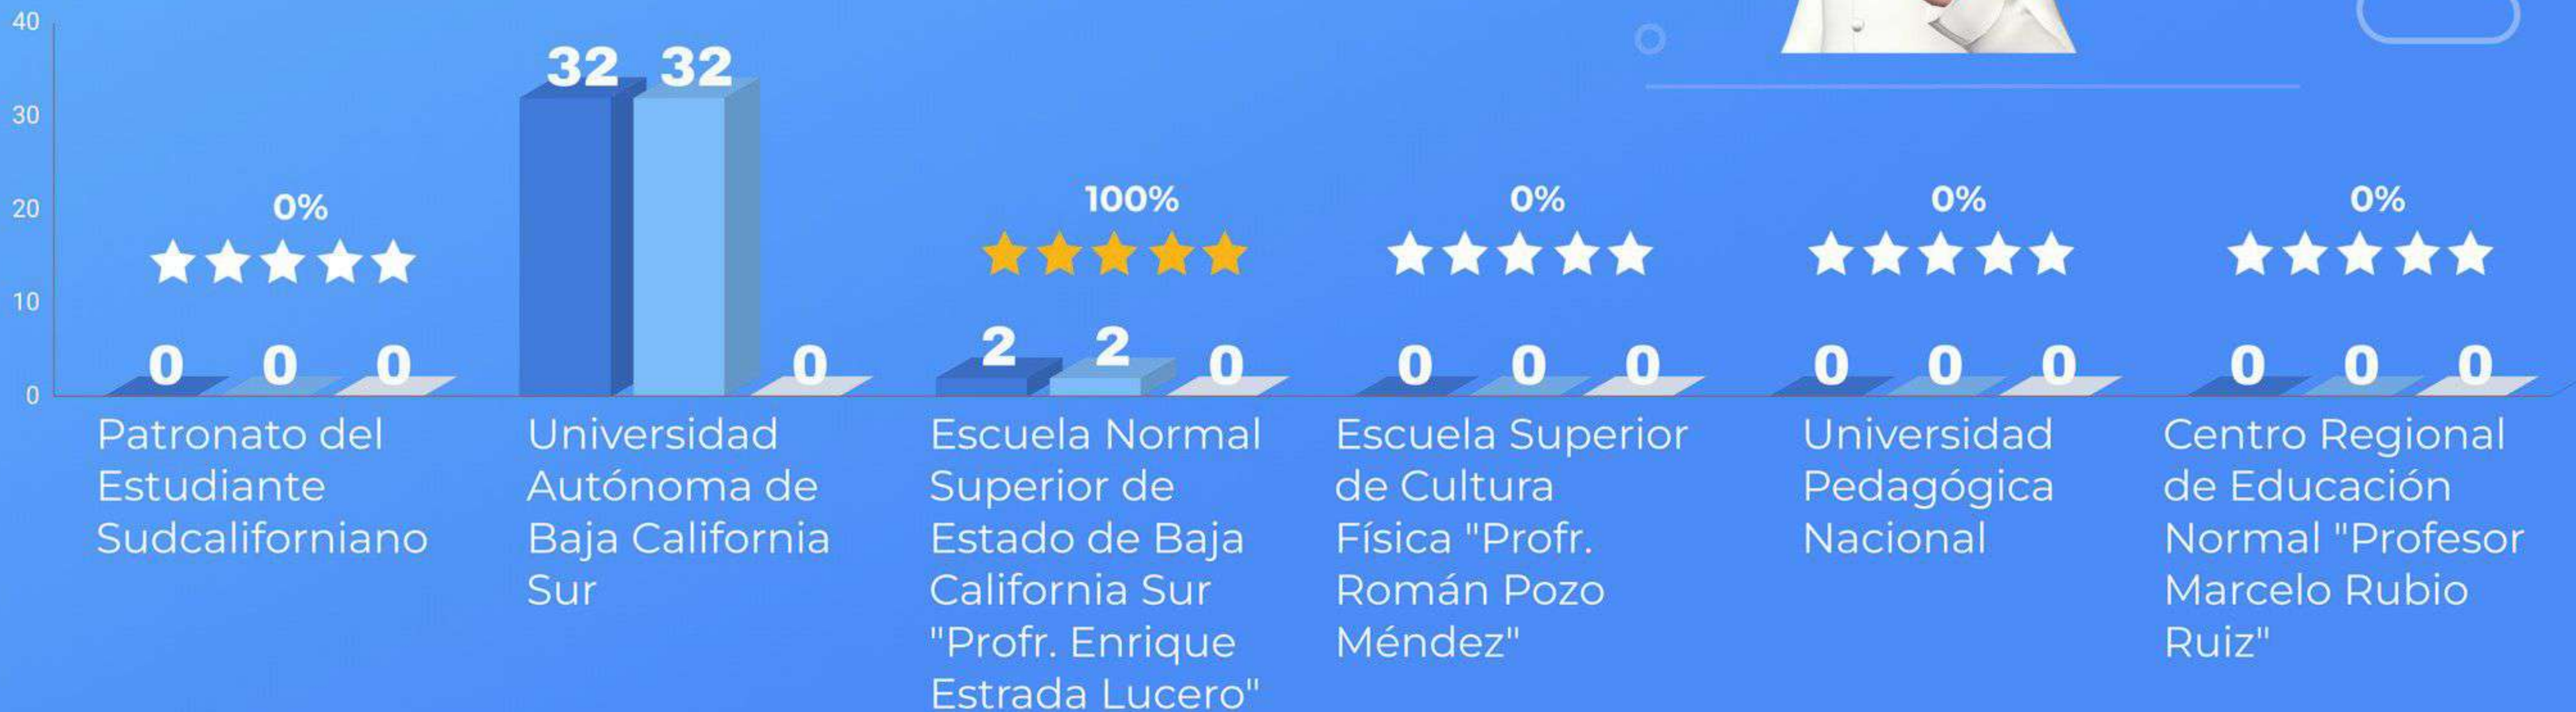 40
30
20
10
0
32 32
0
0%
100%
0%
0%
0%
0 0 0
2 2 0
0 0 0
0 0 0
0 0 0
Patronato del
Estudiante
Sudcaliforniano
Universidad
Autónoma de
Baja California
Sur
Escuela Normal
Superior de
Estado de Baja
California Sur
"Profr. Enrique
Estrada Lucero"
Escuela Superior
de Cultura
Física "Profr.
Román Pozo
Méndez"
Universidad
Pedagógica
Nacional
Centro Regional
de Educación
Normal "Profesor
Marcelo Rubio
Ruiz"